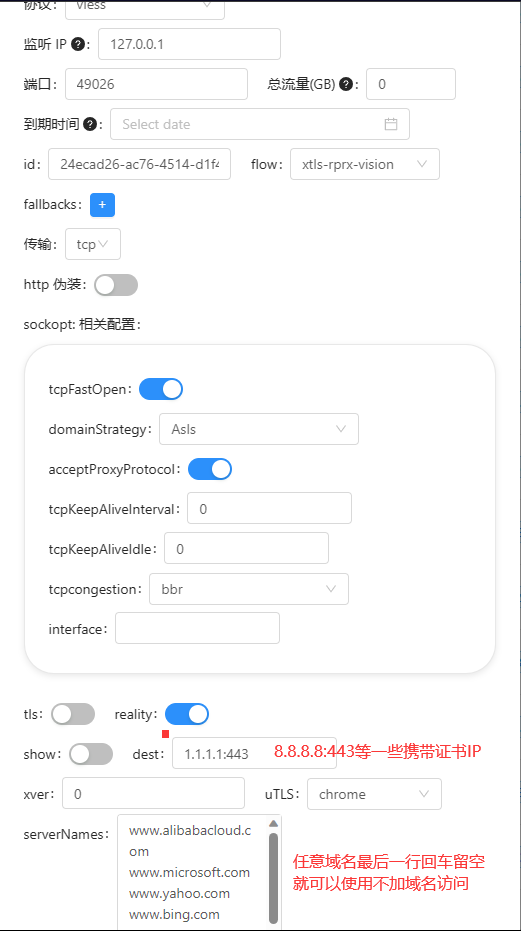 协议： vless
监听 IP ?： 127.0.0.1
端口： 49026 总流量(GB) ?： 0
到期时间 ?： Select date
id： 24ecad26-ac76-4514-d1f4 flow： xtls-rprx-vision
fallbacks： +
传输： tcp
http 伪装：
sockopt: 相关配置：
tcpFastOpen：
domainStrategy： AsIs
acceptProxyProtocol：
tcpKeepAliveInterval： 0
tcpKeepAliveIdle： 0
tcpcongestion： bbr
interface：
tls： reality：
show： dest： 1.1.1.1:443 8.8.8.8:443等一些携带证书IP
xver： 0 uTLS： chrome
serverNames： www.alibabacloud.c
om
www.microsoft.com
www.yahoo.com
www.bing.com
任意域名最后一行回车留空
就可以使用不加域名访问